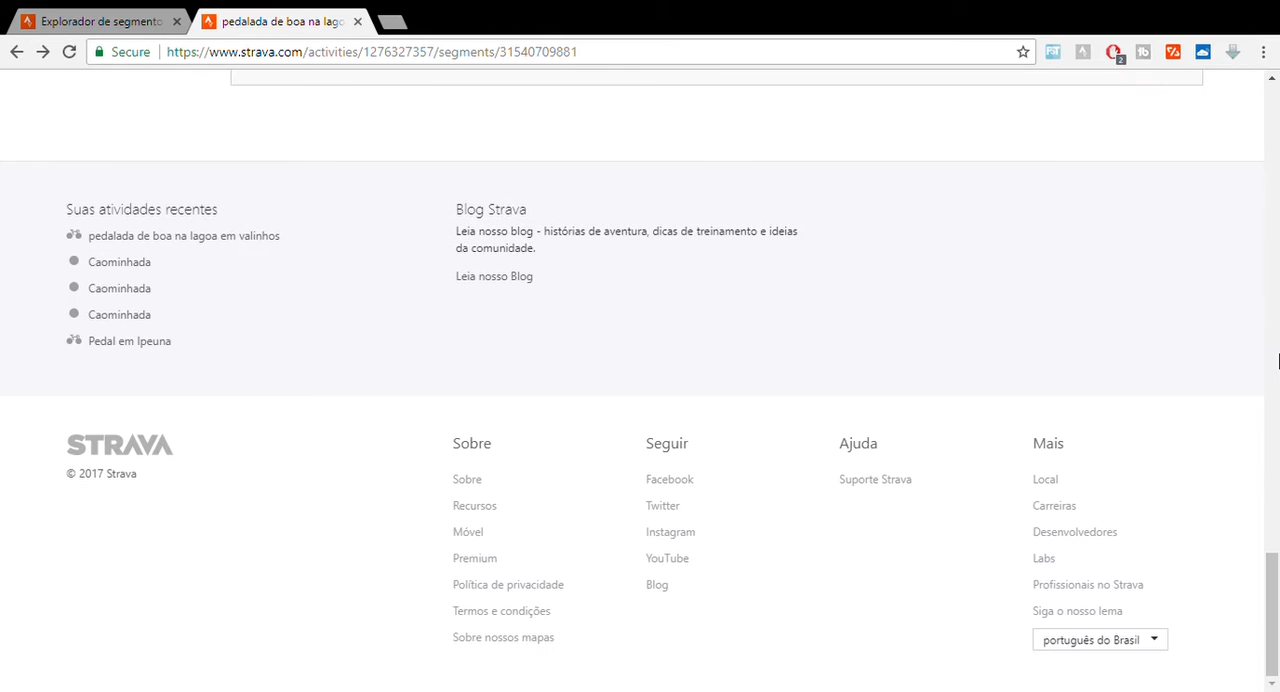 Explorador de segmento
pedalada de boa na lago
Secure
https://www.strava.com/activities/1276327357/segments/31540709881
2
Suas atividades recentes
pedalada de boa na lagoa em valinhos
Caominhada
Caominhada
Caominhada
Pedal em Ipeuna
Blog Strava
Leia nosso blog - histórias de aventura, dicas de treinamento e ideias
da comunidade.
Leia nosso Blog
STRAVA
© 2017 Strava
Sobre
Sobre
Recursos
Móvel
Premium
Política de privacidade
Termos e condições
Sobre nossos mapas
Seguir
Facebook
Twitter
Instagram
YouTube
Blog
Ajuda
Suporte Strava
Mais
Local
Carreiras
Desenvolvedores
Labs
Profissionais no Strava
Siga o nosso lema
português do Brasil